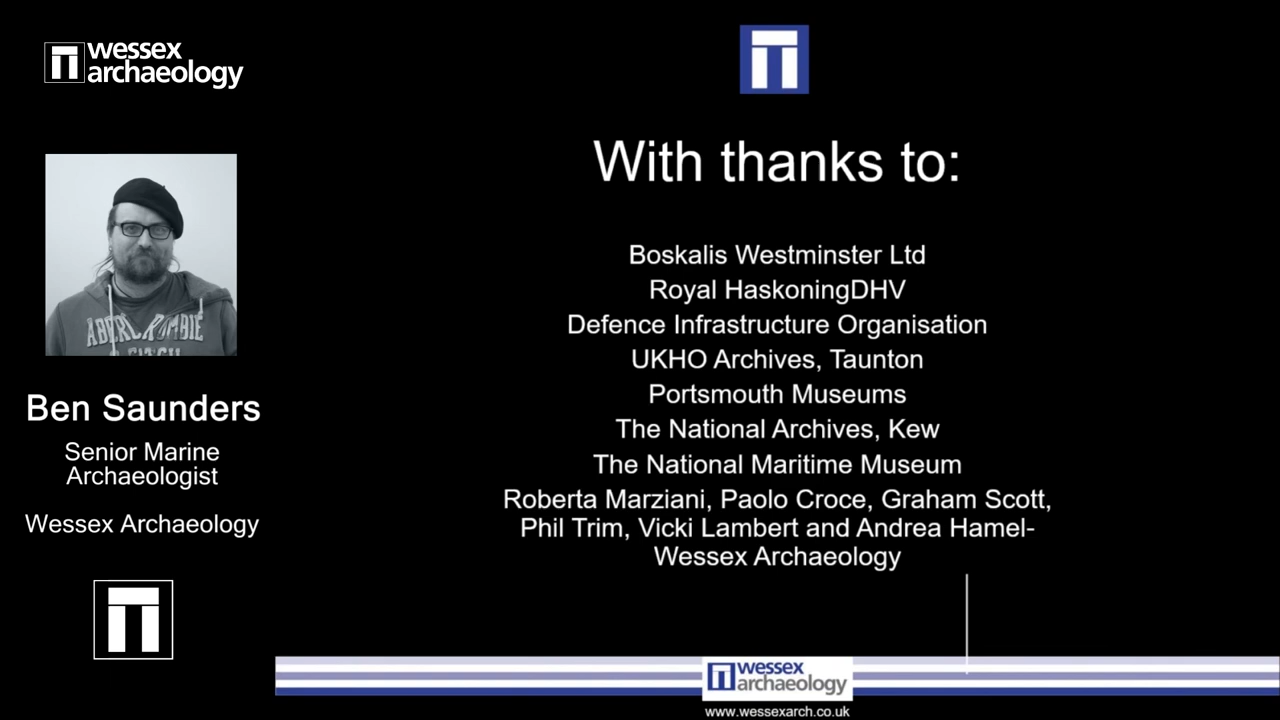 wessex
archaeology
ABERCROMBIE
Ben Saunders
Senior Marine
Archaeologist
Wessex Archaeology
With thanks to:
Boskalis Westminster Ltd
Royal HaskoningDHV
Defence Infrastructure Organisation
UKHO Archives, Taunton
Portsmouth Museums
The National Archives, Kew
The National Maritime Museum
Roberta Marziani, Paolo Croce, Graham Scott,
Phil Trim, Vicki Lambert and Andrea Hamel-
Wessex Archaeology
wessex
archaeology
www.wessexarch.co.uk